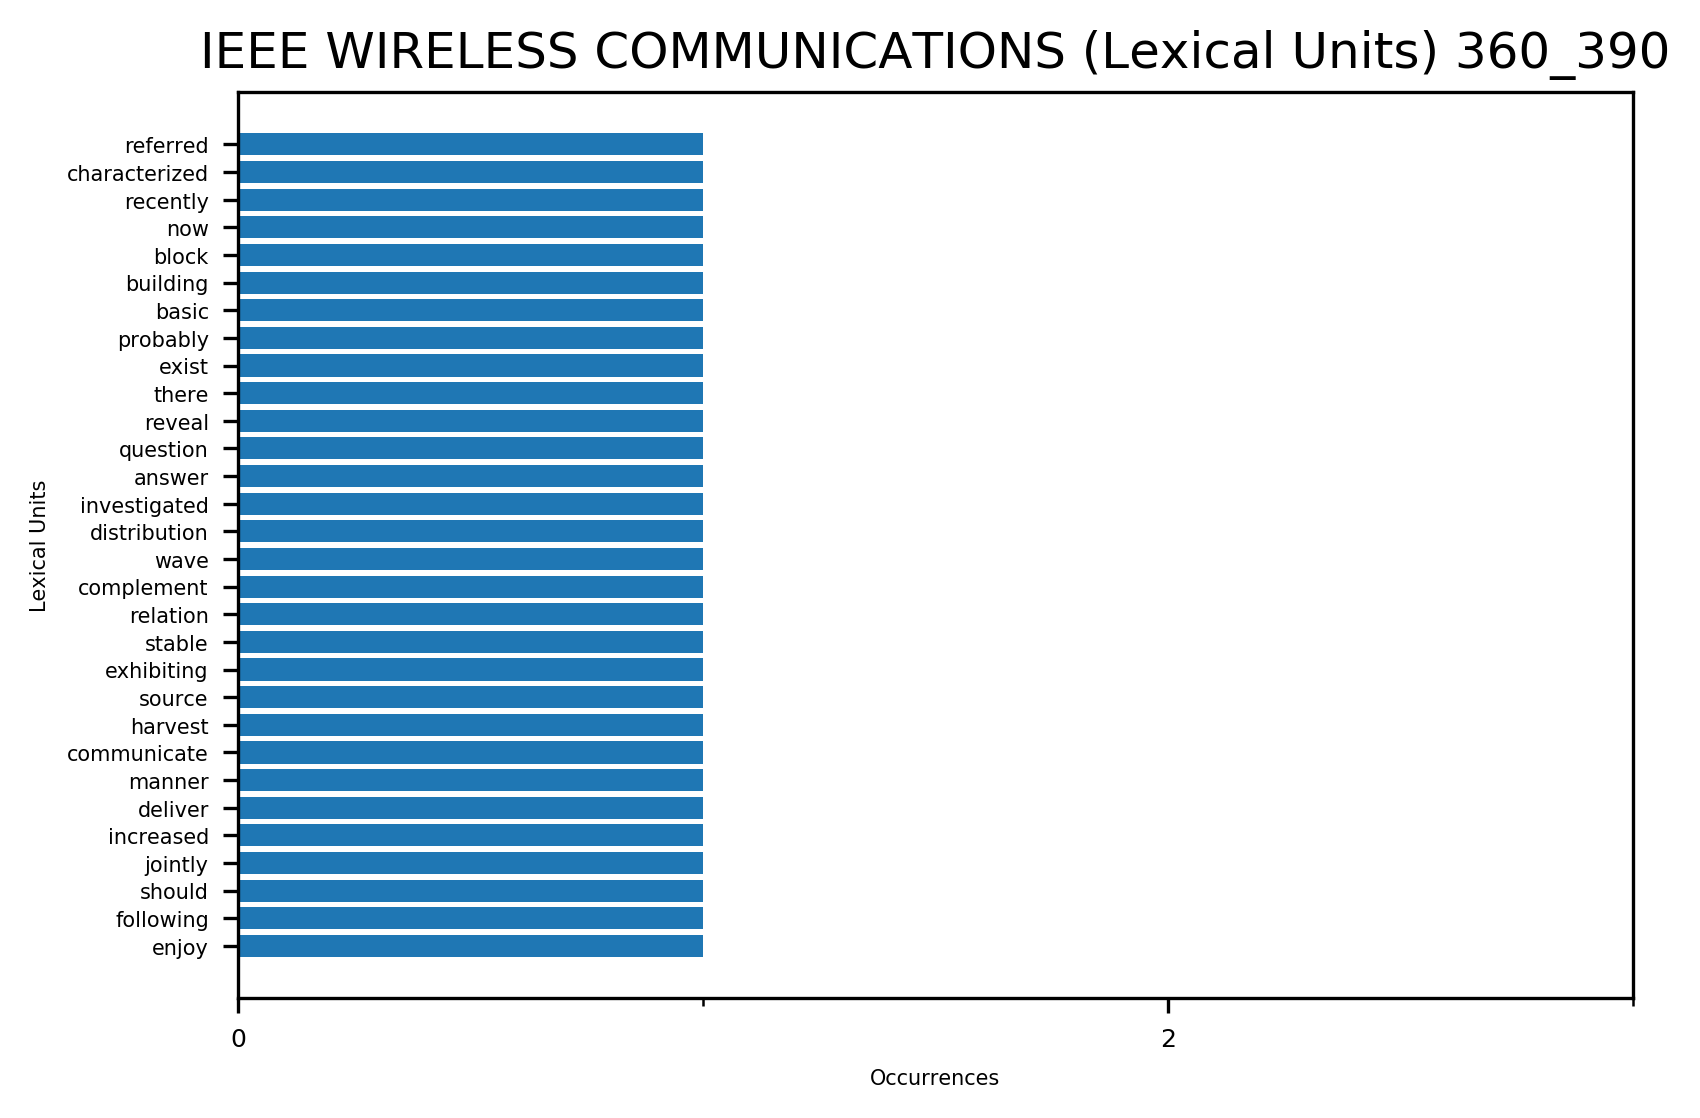 IEEE WIRELESS COMMUNICATIONS (Lexical Units) 360_390
referred
characterized
recently
now
block
building
basic
probably
exist
there
reveal
question
answer
investigated
distribution
wave
complement
relation
stable
exhibiting
source
harvest
communicate
manner
deliver
increased
jointly
should
following
enjoy
Lexical Units
0 2
Occurrences